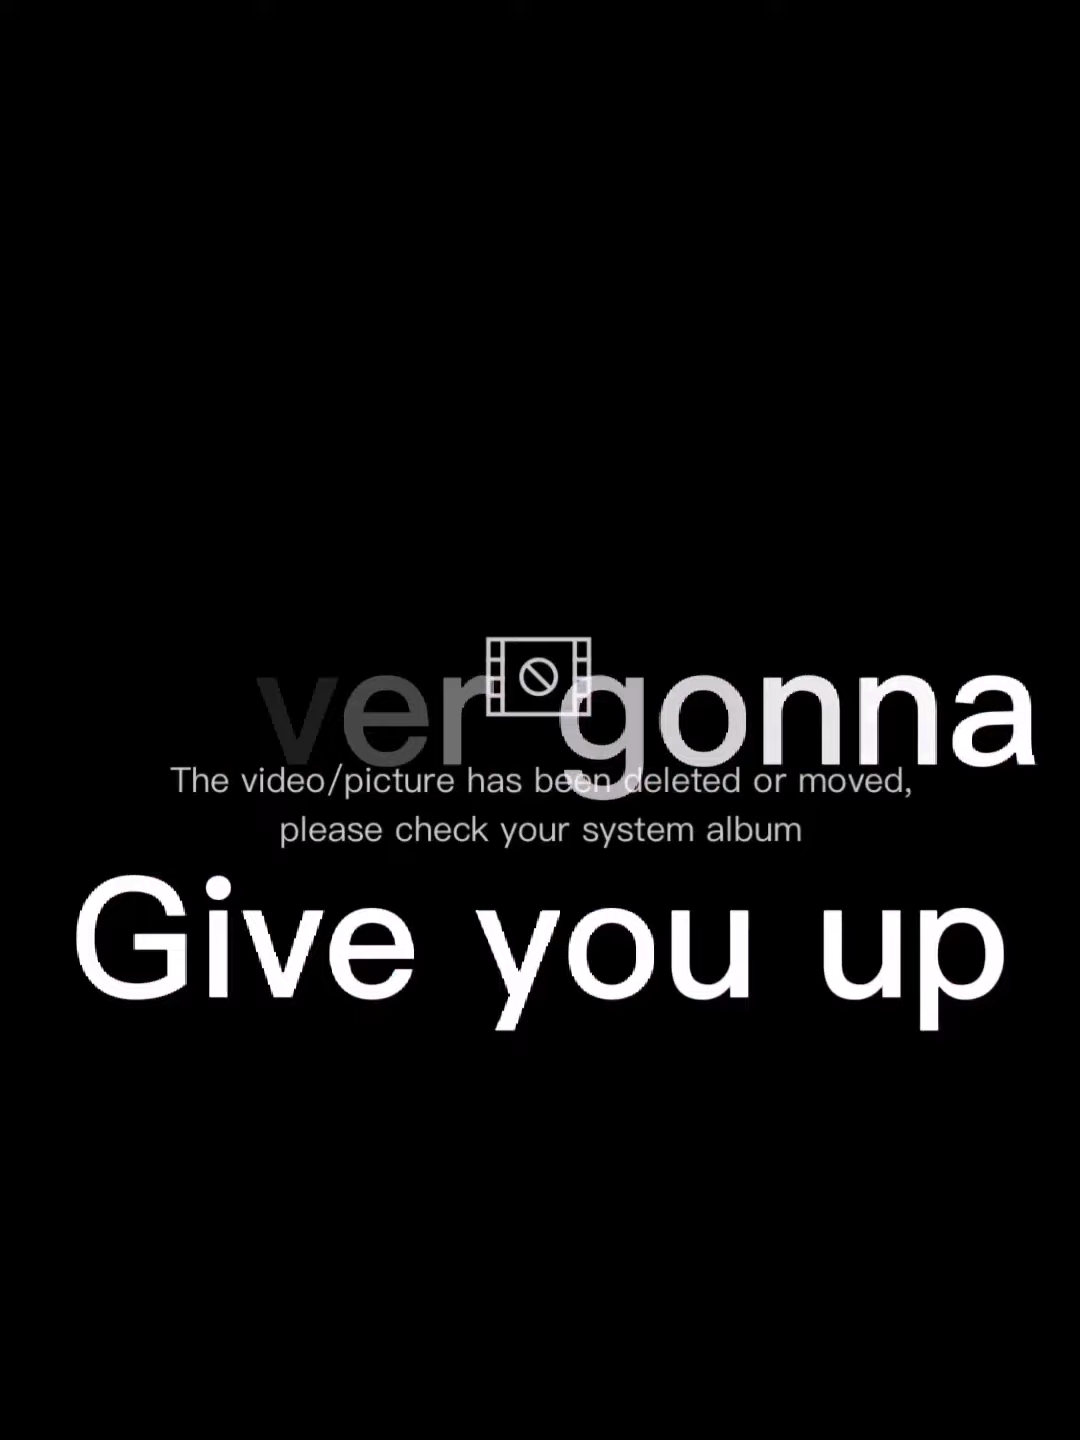 ver gonna
The video/picture has been deleted or moved,
please check your system album
Give you up